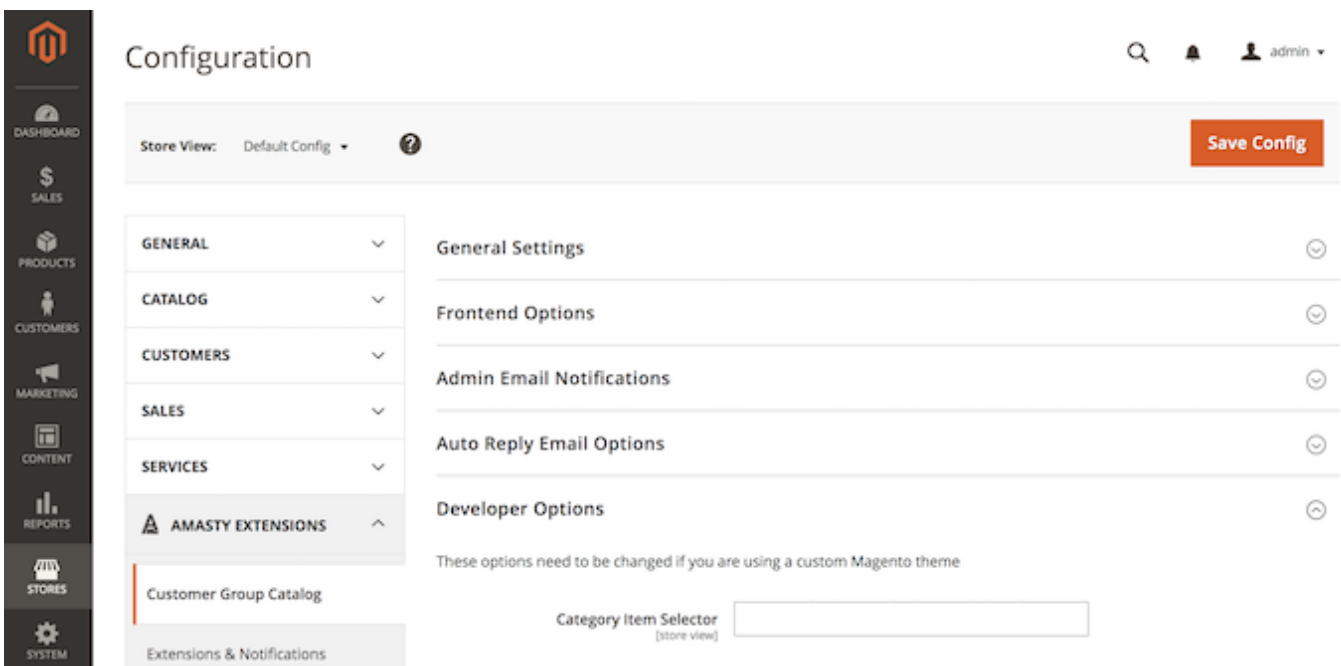 Configuration
admin
DASHBOARD
SALES
PRODUCTS
CUSTOMERS
MARKETING
CONTENT
REPORTS
STORES
SYSTEM
Store View: Default Config
Save Config
GENERAL
CATALOG
CUSTOMERS
SALES
SERVICES
AMASTY EXTENSIONS
Customer Group Catalog
Extensions & Notifications
General Settings
Frontend Options
Admin Email Notifications
Auto Reply Email Options
Developer Options
These options need to be changed if you are using a custom Magento theme
Category Item Selector
[store view]